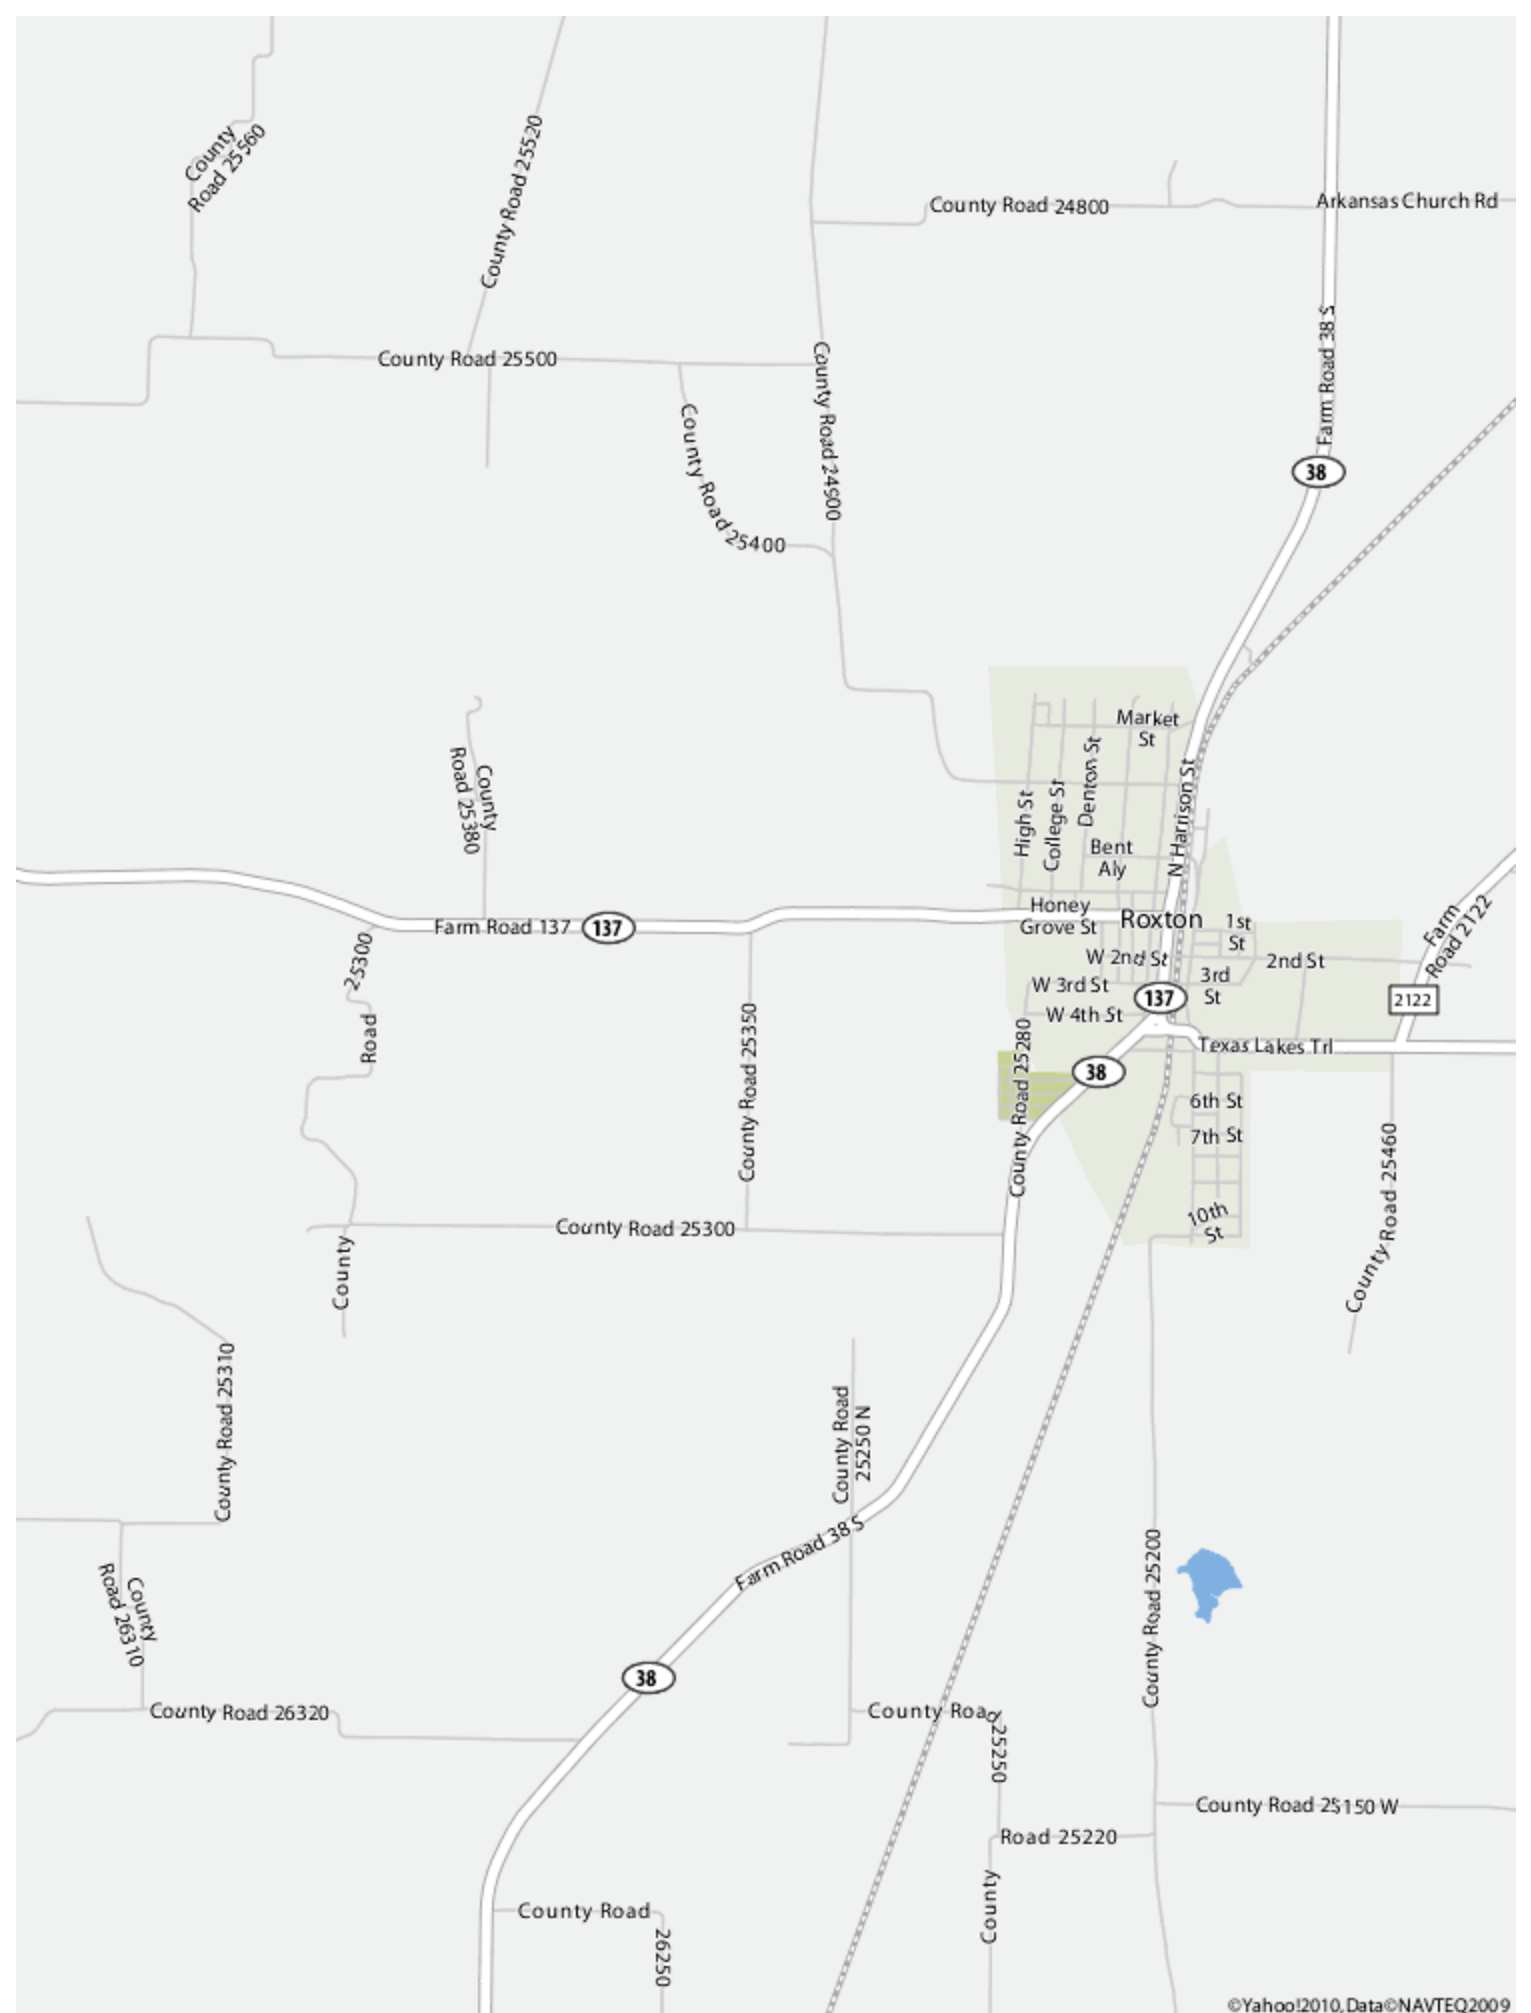 County
Road 25560
County Road 25520
County Road 24800
Arkansas Church Rd
Farm Road 38 S
County Road 25500
County Road 24900
County Road 25400
38
Market
St
County
Road 25380
High St
College St
Denton St
N Harrison St
Bent
Aly
Honey
Grove St
Roxton
1st
St
Farm
Road 2122
Farm Road 137
137
W 2nd St
2nd St
25300
Road
County
W 3rd St
3rd
St
137
2122
W 4th St
Texas Lakes Trl
County Road 25350
County Road 25280
38
6th St
7th St
County Road 25460
10th
St
County Road 25300
County Road 25310
County Road
25250 N
Farm Road 38 S
County Road 25200
County
Road 26310
38
County Road 26320
County Road 25250
County Road 25150 W
County Road 25220
County Road 26250
©Yahoo!2010, Data©NAVTEQ2009